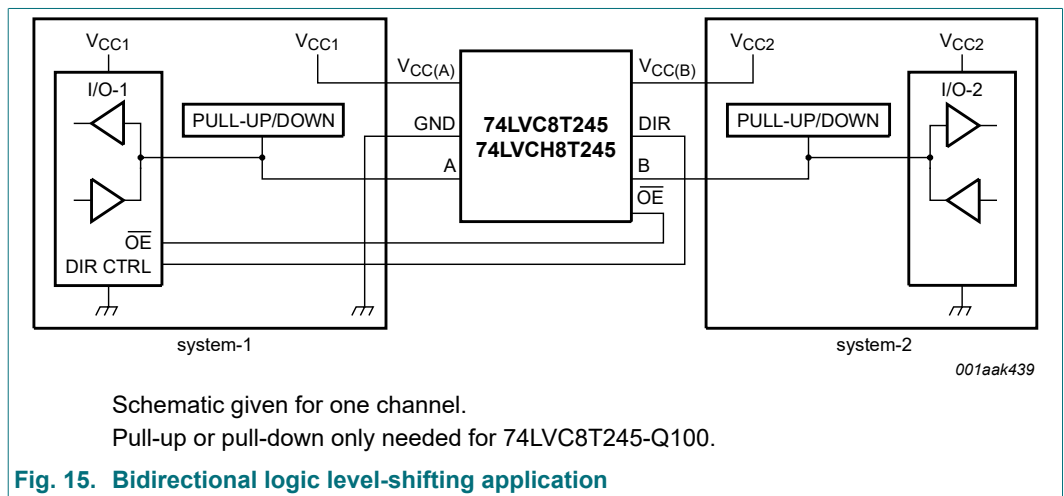 VCC1
VCC1
VCC2
VCC2
VCC(A)
VCC(B)
I/O-1
I/O-2
PULL-UP/DOWN
GND
74LVC8T245
74LVCH8T245
DIR
PULL-UP/DOWN
A
B
OE
OE
DIR CTRL
system-1
system-2
001aak439
Schematic given for one channel.
Pull-up or pull-down only needed for 74LVC8T245-Q100.
Fig. 15. Bidirectional logic level-shifting application